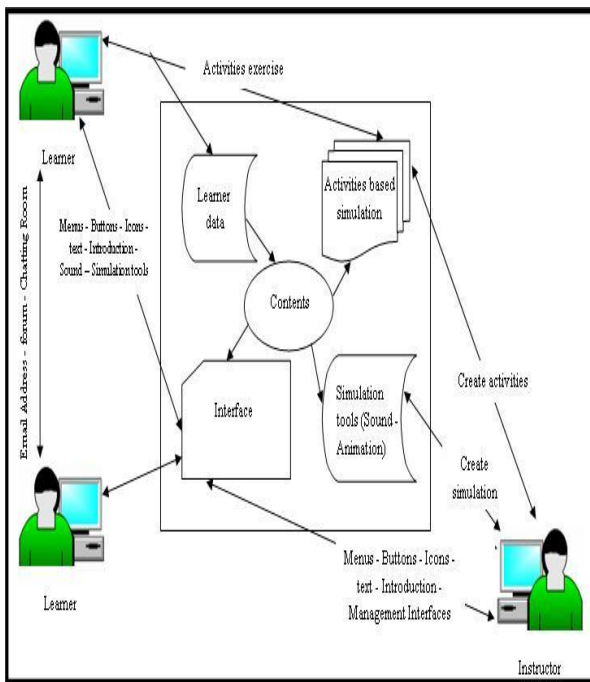 Activities exercise
Learner
Learner
data
Activities based
simulation
Menus - Buttons - Icons -
text - Introduction -
Sound – Simulation tools
Email Address - forum - Chatting Room
Contents
Interface
Simulation
tools (Sound -
Animation)
Create activities
Create
simulation
Learner
Menus - Buttons - Icons -
text - Introduction -
Management Interfaces
Instructor